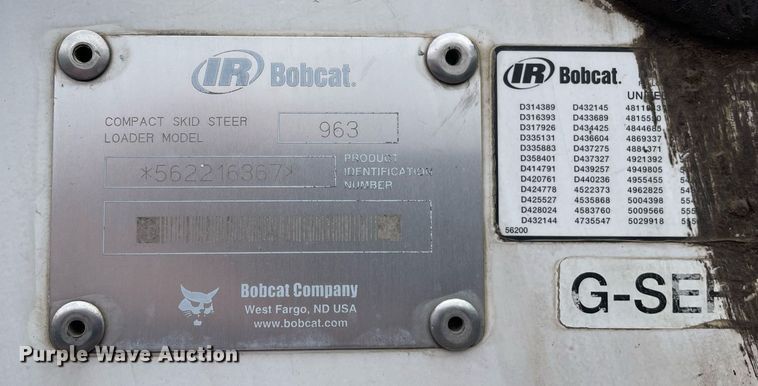 IR Bobcat.
COMPACT SKID STEER
LOADER MODEL
963
*562216367*
PRODUCT
IDENTIFICATION
NUMBER
Bobcat Company
West Fargo, ND USA
www.bobcat.com
IR Bobcat.
D314389 D432145
D316393 D433689
D317926 D434425 4844685
D335131 D436604 4869337
D335883 D437275 4884371
D358401 D437327 4921392
D414791 D439257 4949805
D420761 D440236 4955455
D424778 4522373 4962825
D425527 4535868 5004398
D428024 4583760 5009566
D432144 4735547 5029918
56200
Purple Wave Auction